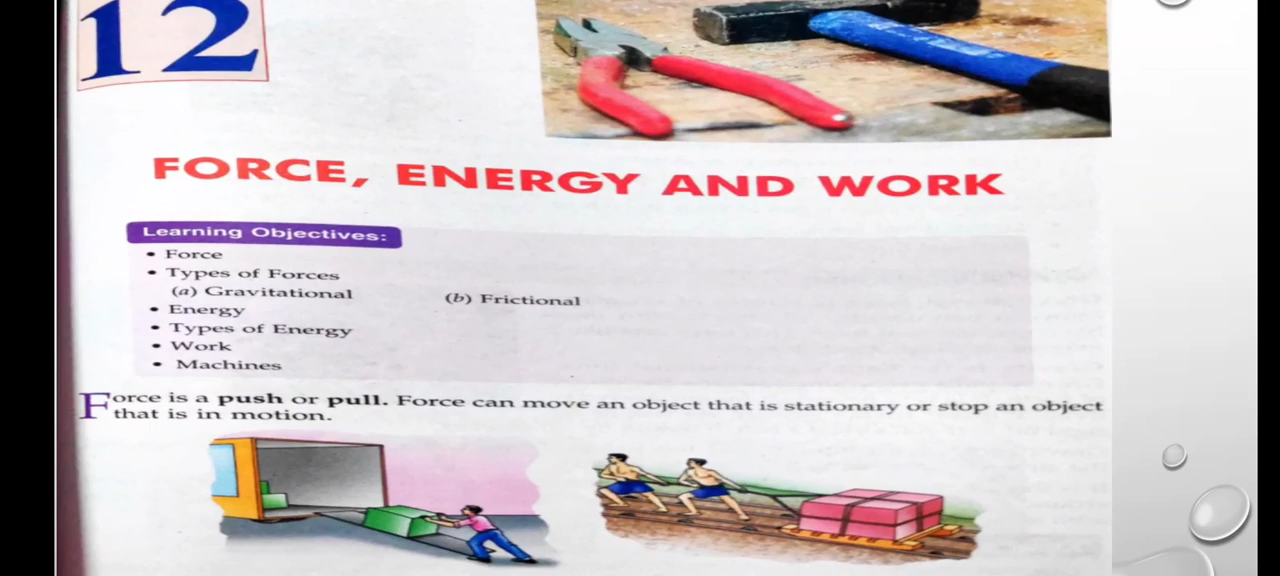 12
FORCE, ENERGY AND WORK
Learning Objectives:
• Force
• Types of Forces
(a) Gravitational (b) Frictional
• Energy
• Types of Energy
• Work
• Machines
Force is a push or pull. Force can move an object that is stationary or stop an object
that is in motion.